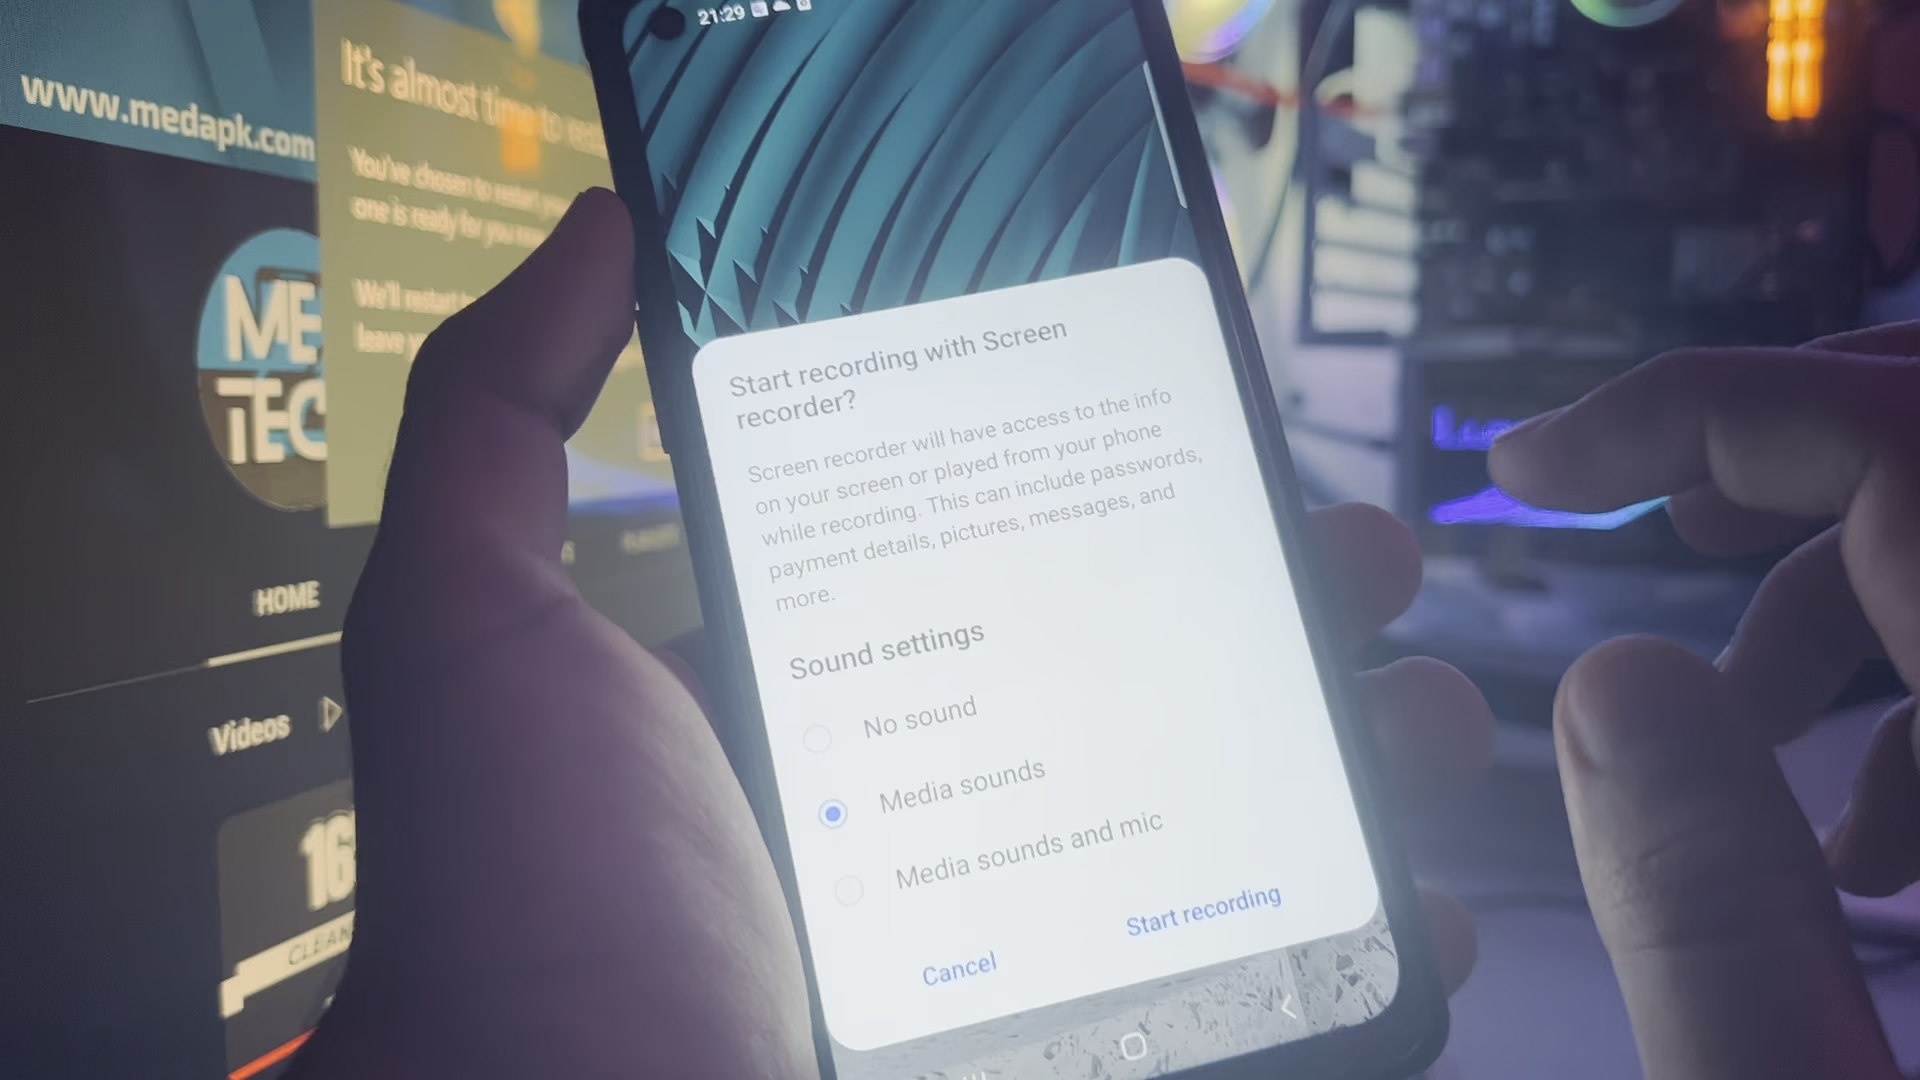 21:29
www.medapk.com
It's almost time to
You've chosen to restart
one is ready for you
We'll restart
leave
ME
TEC
HOME
Videos
16
CLEAN
Start recording with Screen
recorder?
Screen recorder will have access to the info
on your screen or played from your phone
while recording. This can include passwords,
payment details, pictures, messages, and
more.
Sound settings
No sound
Media sounds
Media sounds and mic
Cancel
Start recording